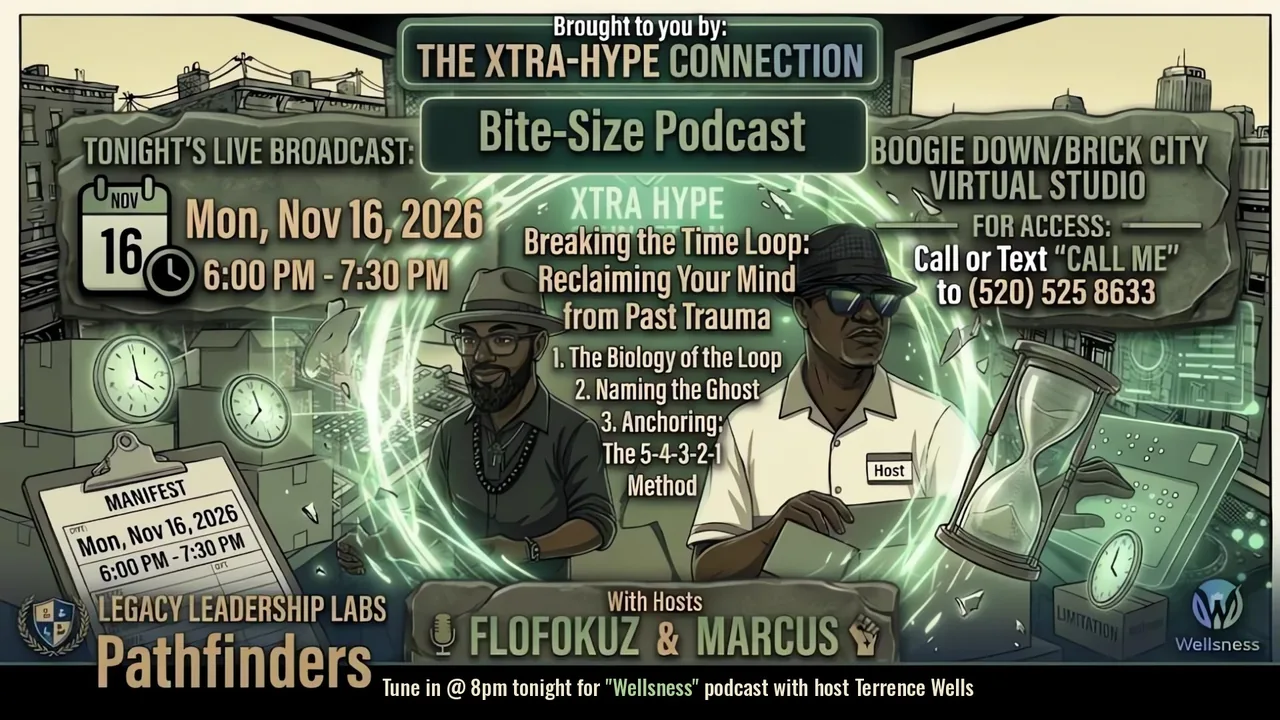 Brought to you by:
THE XTRA-HYPE CONNECTION
Bite-Size Podcast
TONIGHT'S LIVE BROADCAST:
NOV
16
Mon, Nov 16, 2026
6:00 PM - 7:30 PM
BOOGIE DOWN/BRICK CITY
VIRTUAL STUDIO
FOR ACCESS:
Call or Text “CALL ME”
to (520) 525 8633
XTRA HYPE
Breaking the Time Loop:
Reclaiming Your Mind
from Past Trauma
1. The Biology of the Loop
2. Naming the Ghost
3. Anchoring:
The 5-4-3-2-1
Method
Host
MANIFEST
Mon, Nov 16, 2026
6:00 PM - 7:30 PM
LIMITATION
LEGACY LEADERSHIP LABS
Pathfinders
With Hosts
FLOFOKUZ & MARCUS
Wellsness
Tune in @ 8pm tonight for "Wellsness" podcast with host Terrence Wells